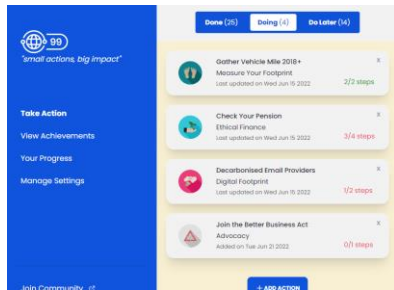 99
"small actions, big impact"
Take Action
View Achievements
Your Progress
Manage Settings
Join Community
Done (25)
Doing (4)
Do Later (14)
Gather Vehicle Mile 2018+
x
Measure Your Footprint
Last updated on Wed Jun 15 2022
2/2 steps
Check Your Pension
x
Ethical Finance
Last updated on Wed Jun 15 2022
3/4 steps
Decarbonised Email Providers
x
Digital Footprint
Last updated on Wed Jun 15 2022
1/2 steps
Join the Better Business Act
x
Advocacy
Added on Tue Jun 21 2022
0/1 steps
+ ADD ACTION